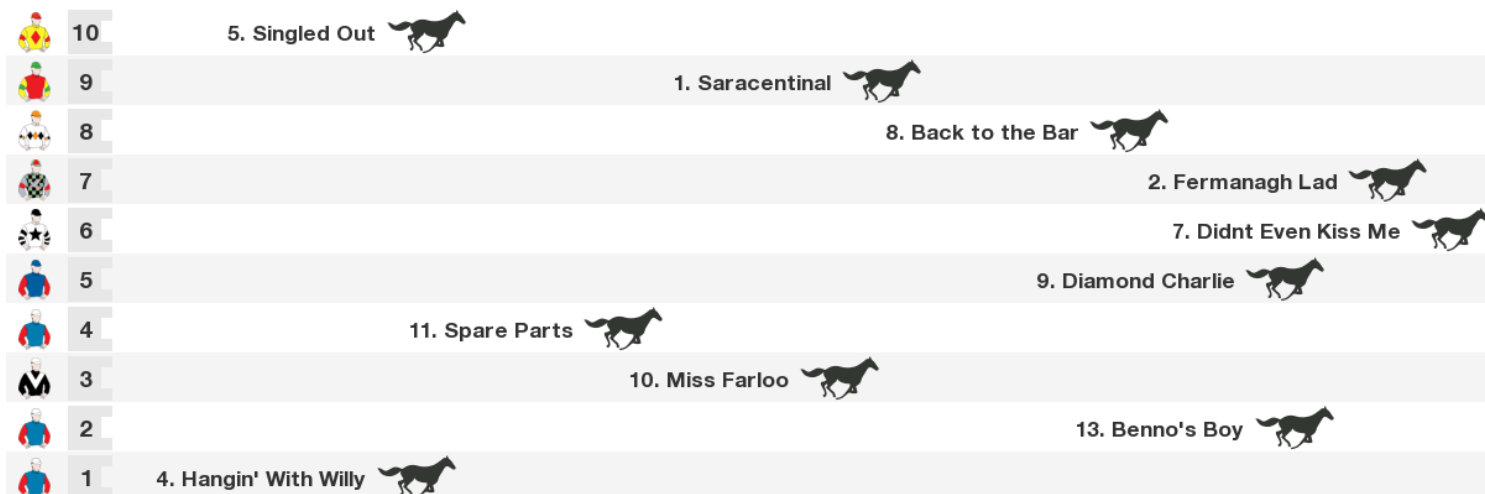 10 5. Singled Out
9 1. Saracentinal
8 8. Back to the Bar
7 2. Fermanagh Lad
6 7. Didnt Even Kiss Me
5 9. Diamond Charlie
4 11. Spare Parts
3 10. Miss Farloo
2 13. Benno's Boy
1 4. Hangin' With Willy